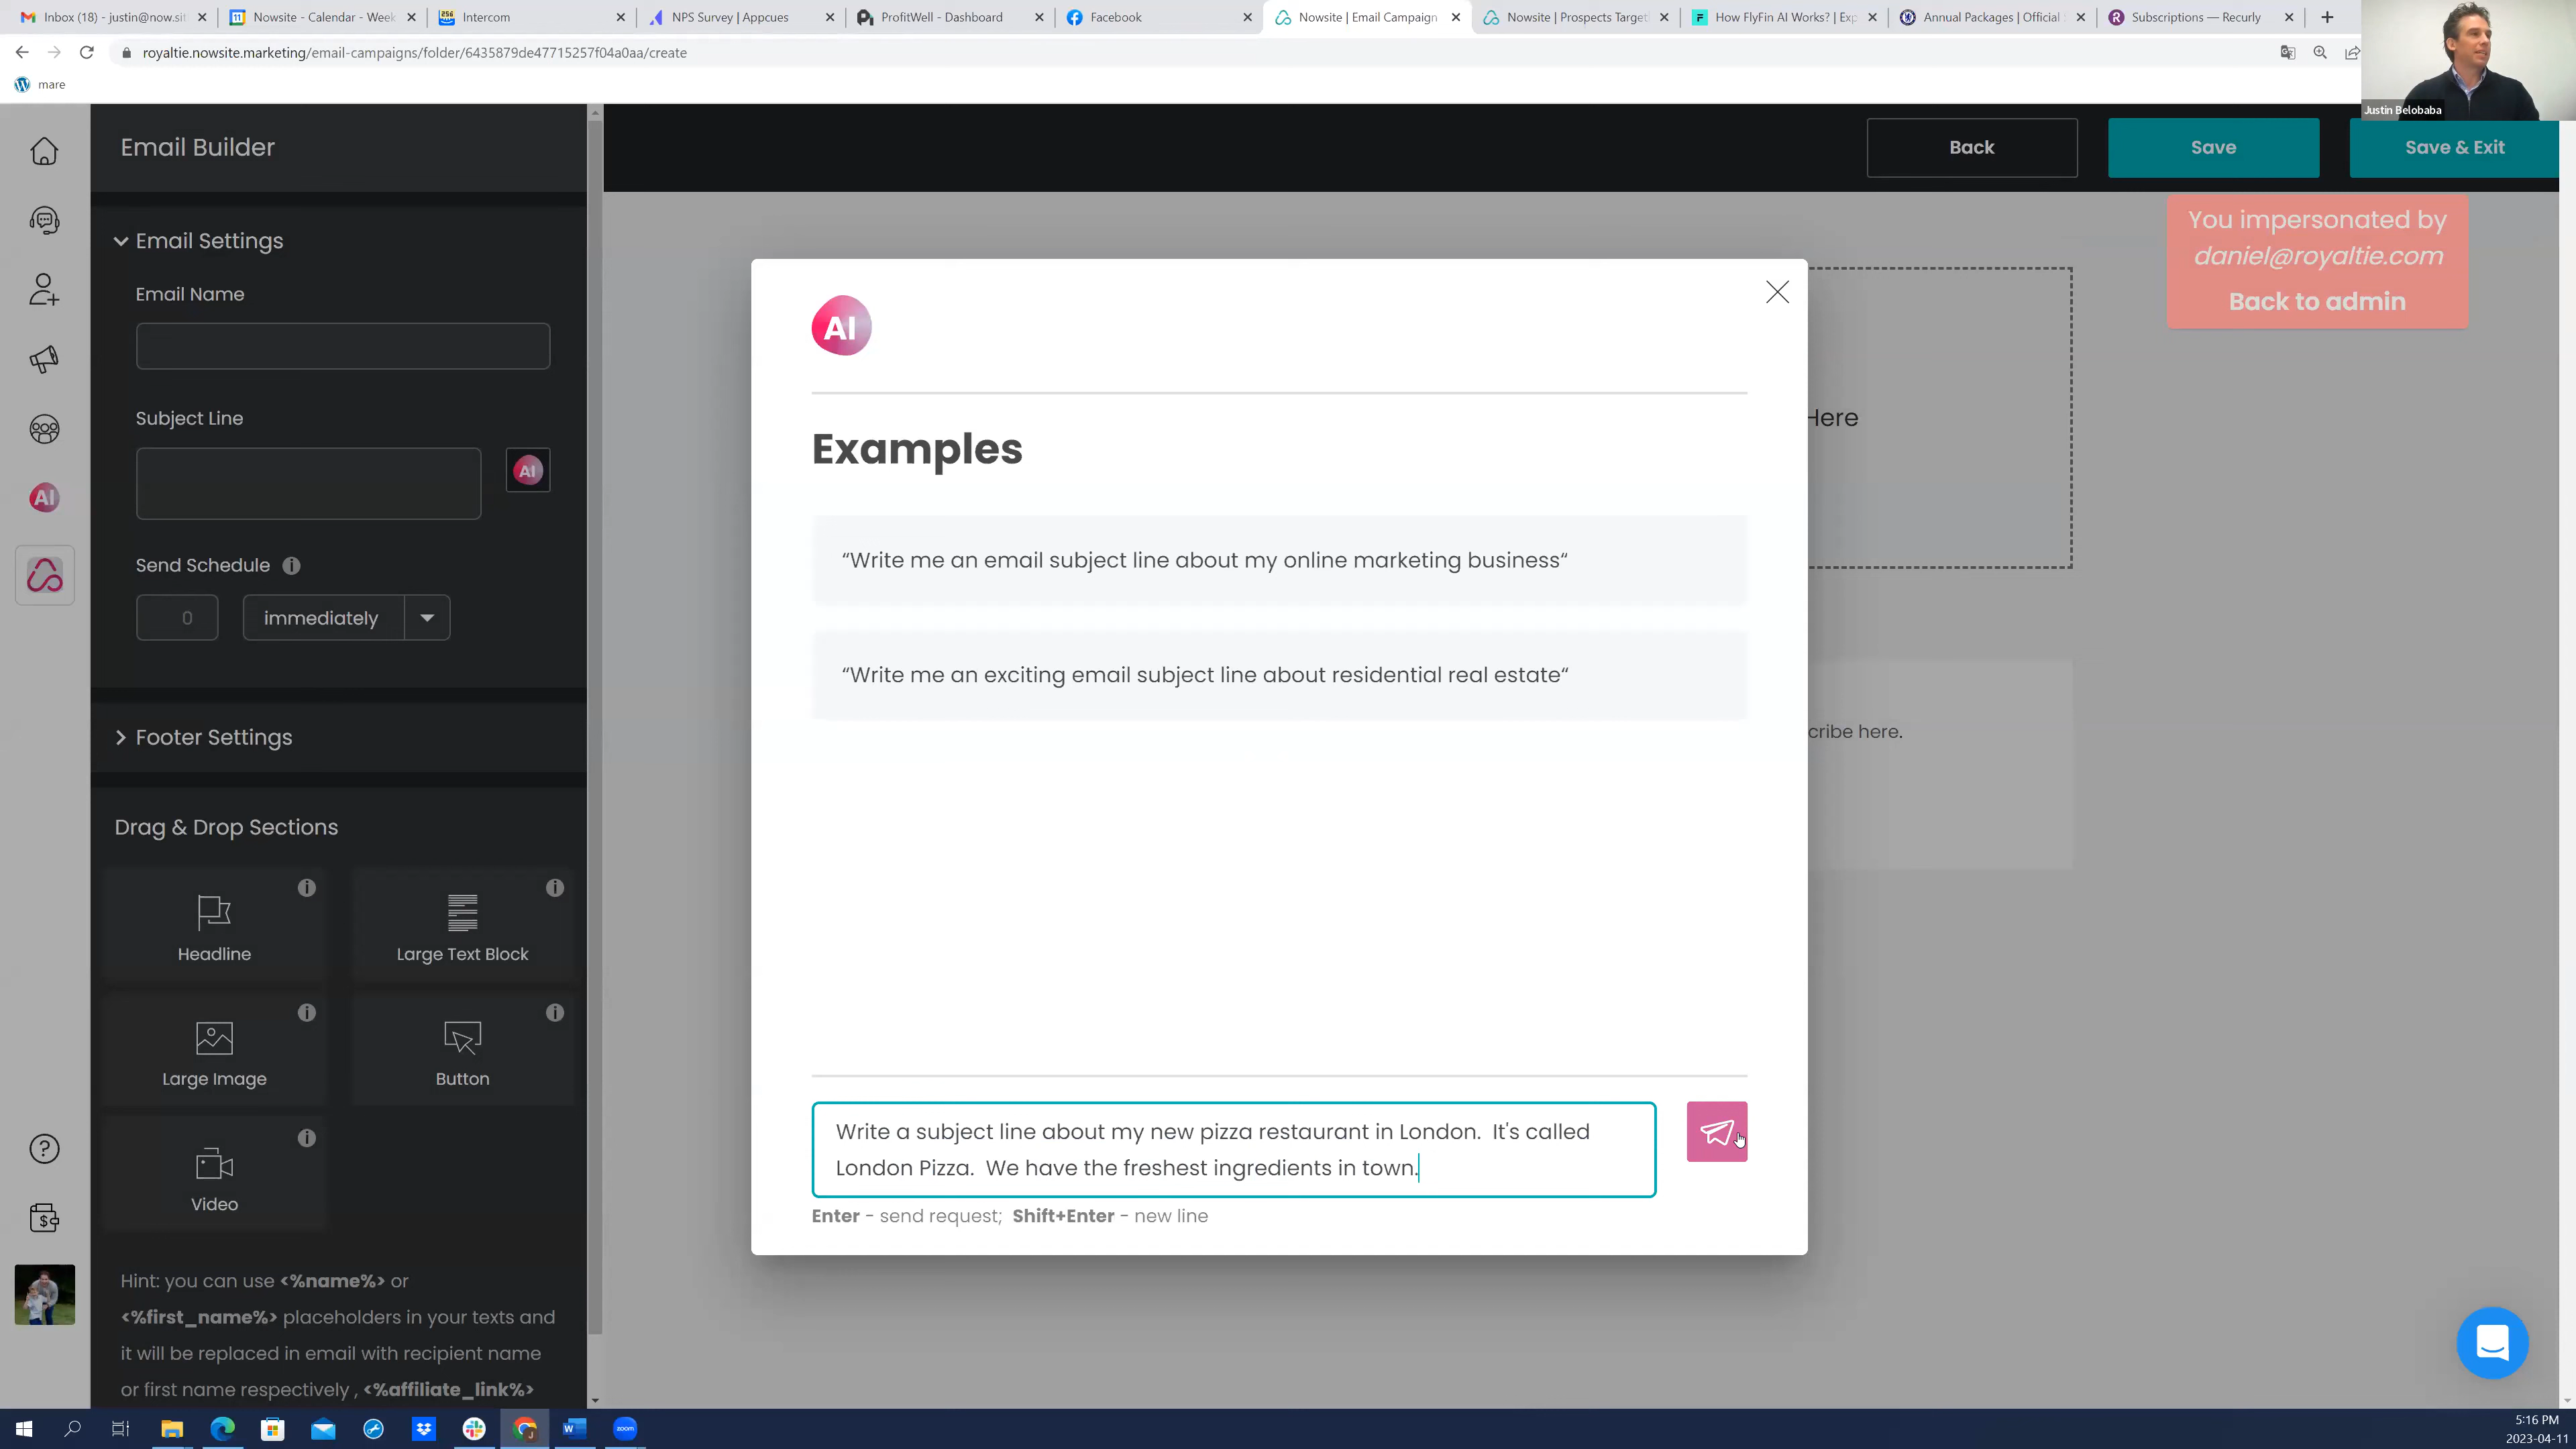 Inbox (18) - justin@now.sit
Nowsite - Calendar - Week
Intercom
NPS Survey | Appcues
ProfitWell - Dashboard
Facebook
Nowsite | Email Campaign
Nowsite | Prospects Target
How FlyFin AI Works? | Exp
Annual Packages | Official
Subscriptions — Recurly
royaltie.nowsite.marketing/email-campaigns/folder/6435879de47715257f04a0aa/create
mare
Justin Belobaba
Email Builder
Back
Save
Save & Exit
You impersonated by
daniel@royaltie.com
Back to admin
Email Settings
Email Name
Subject Line
AI
AI
Send Schedule
0
immediately
Footer Settings
Drag & Drop Sections
Headline
Large Text Block
Large Image
Button
Video
Hint: you can use <%name%> or
<%first_name%> placeholders in your texts and
it will be replaced in email with recipient name
or first name respectively , <%affiliate_link%>
AI
Examples
“Write me an email subject line about my online marketing business“
“Write me an exciting email subject line about residential real estate“
Here
cribe here.
Write a subject line about my new pizza restaurant in London.  It's called
London Pizza.  We have the freshest ingredients in town.
Enter - send request;  Shift+Enter - new line
5:16 PM
2023-04-11